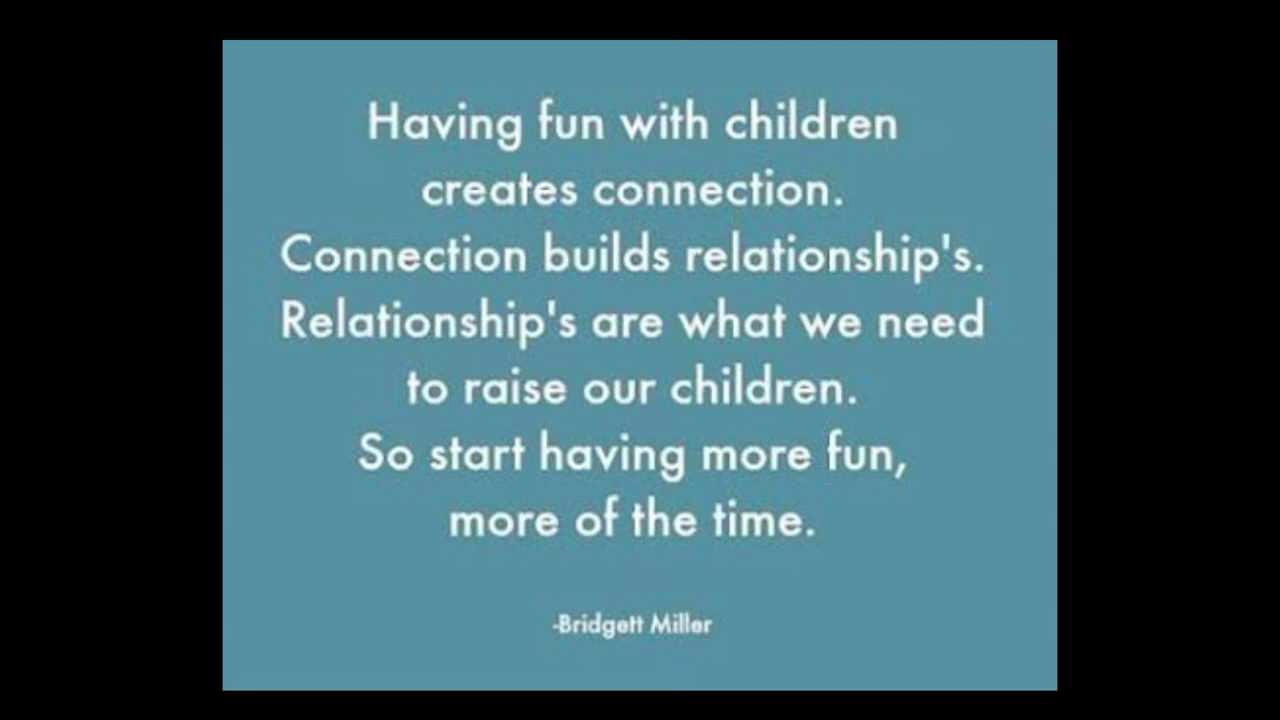 Having fun with children
creates connection.
Connection builds relationship's.
Relationship's are what we need
to raise our children.
So start having more fun,
more of the time.
-Bridgett Miller